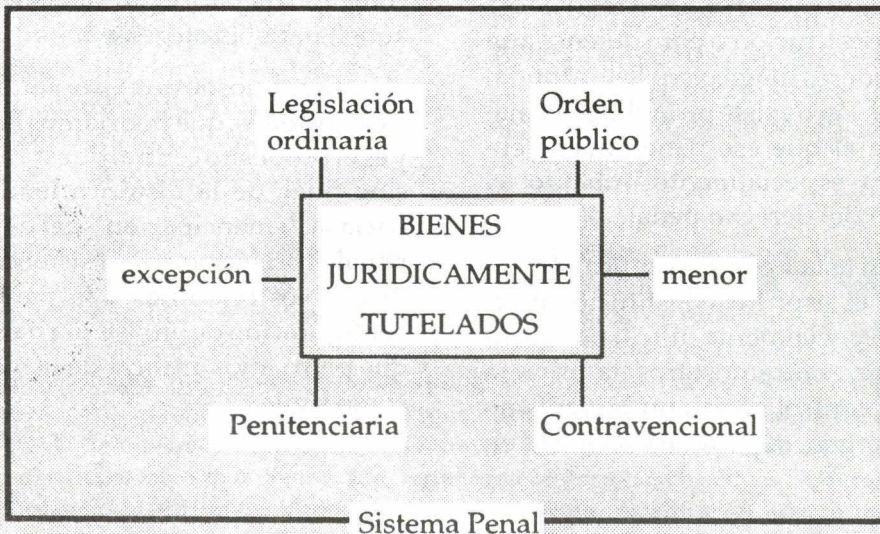 Legislación
ordinaria
Orden
público
BIENES
JURIDICAMENTE
TUTELADOS
excepción
menor
Penitenciaria
Contravencional
Sistema Penal